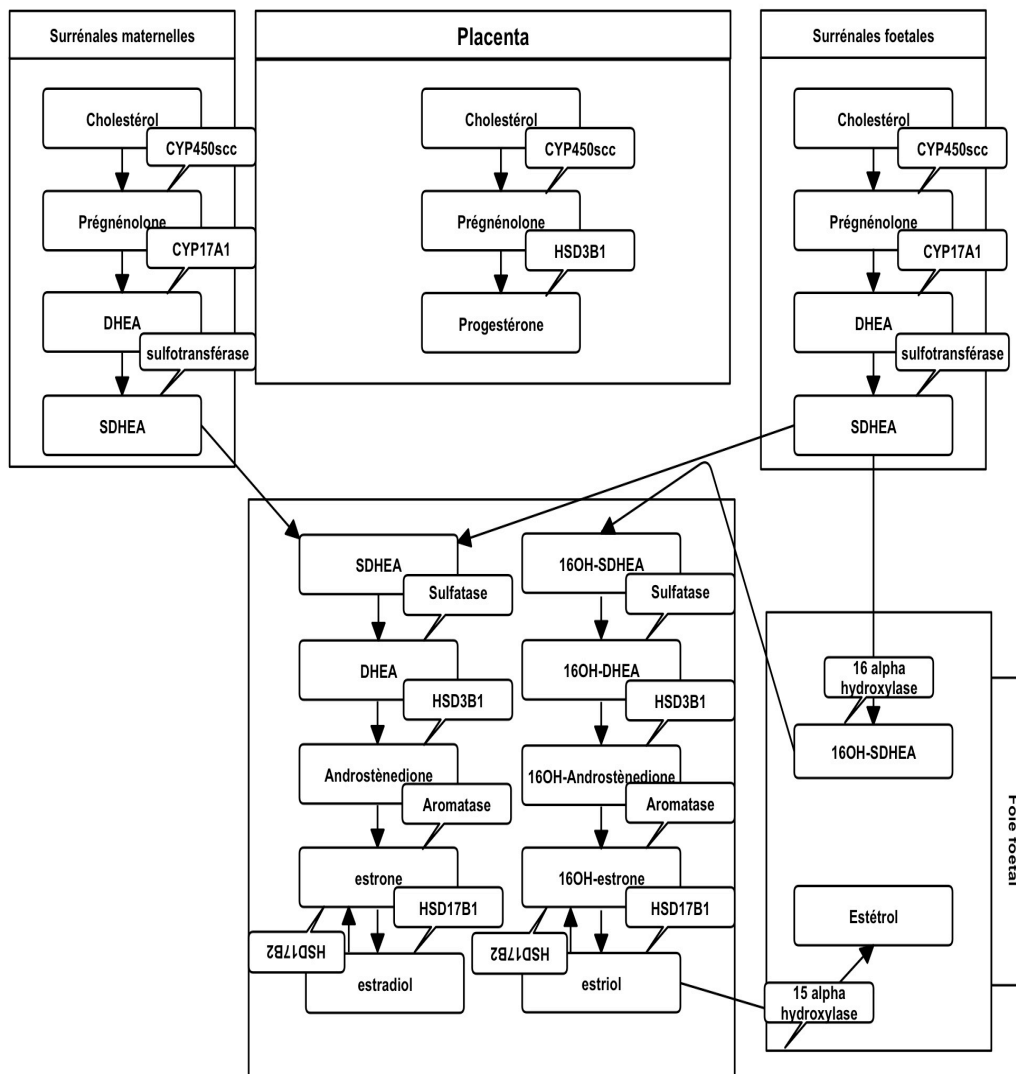 Surrénales maternelles
Cholestérol
CYP450scc
Prégnénolone
CYP17A1
DHEA
sulfotransférase
SDHEA
Placenta
Cholestérol
CYP450scc
Prégnénolone
HSD3B1
Progestérone
Surrénales foetales
Cholestérol
CYP450scc
Prégnénolone
CYP17A1
DHEA
sulfotransférase
SDHEA
SDHEA
Sulfatase
DHEA
HSD3B1
Androstènedione
Aromatase
estrone
HSD17B1
HSD17B2
estradiol
16OH-SDHEA
Sulfatase
16OH-DHEA
HSD3B1
16OH-Androstènedione
Aromatase
16OH-estrone
HSD17B1
HSD17B2
estriol
16 alpha
hydroxylase
16OH-SDHEA
Estétrol
15 alpha
hydroxylase
Foie foetal